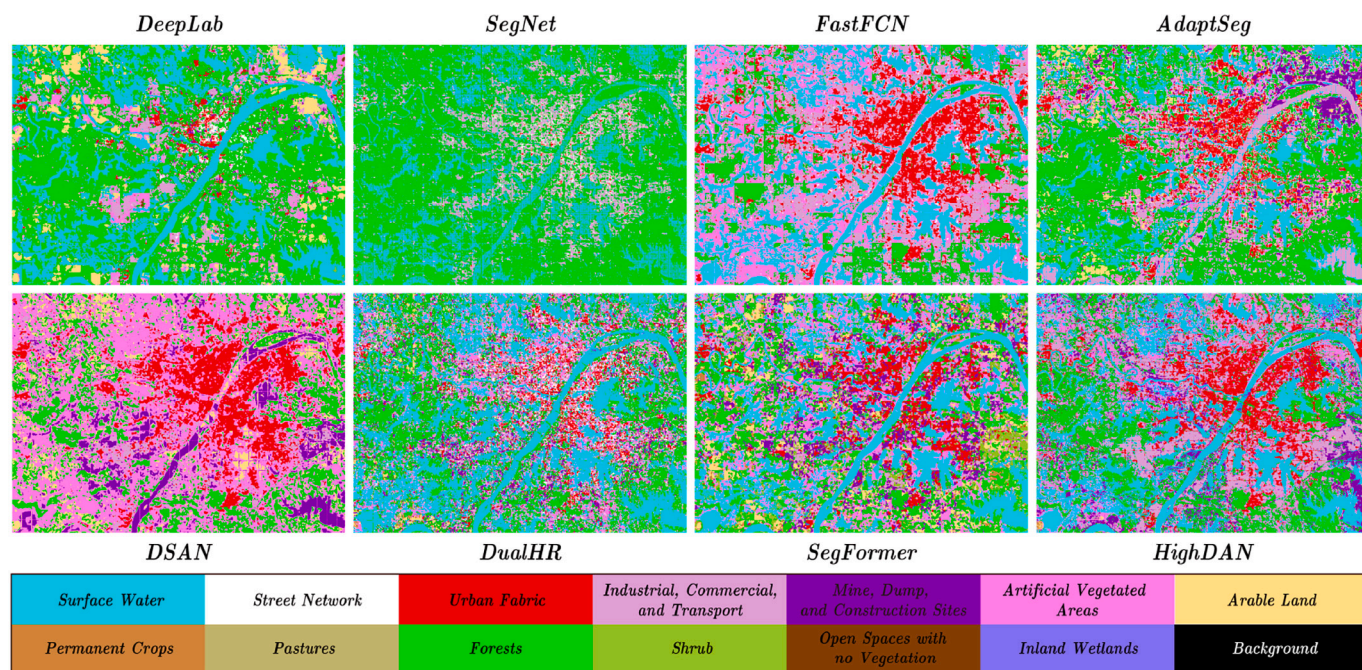 DeepLab
SegNet
FastFCN
AdaptSeg
DSAN
DualHR
SegFormer
HighDAN
Surface Water
Street Network
Urban Fabric
Industrial, Commercial,
and Transport
Mine, Dump,
and Construction Sites
Artificial Vegetated
Areas
Arable Land
Permanent Crops
Pastures
Forests
Shrub
Open Spaces with
no Vegetation
Inland Wetlands
Background